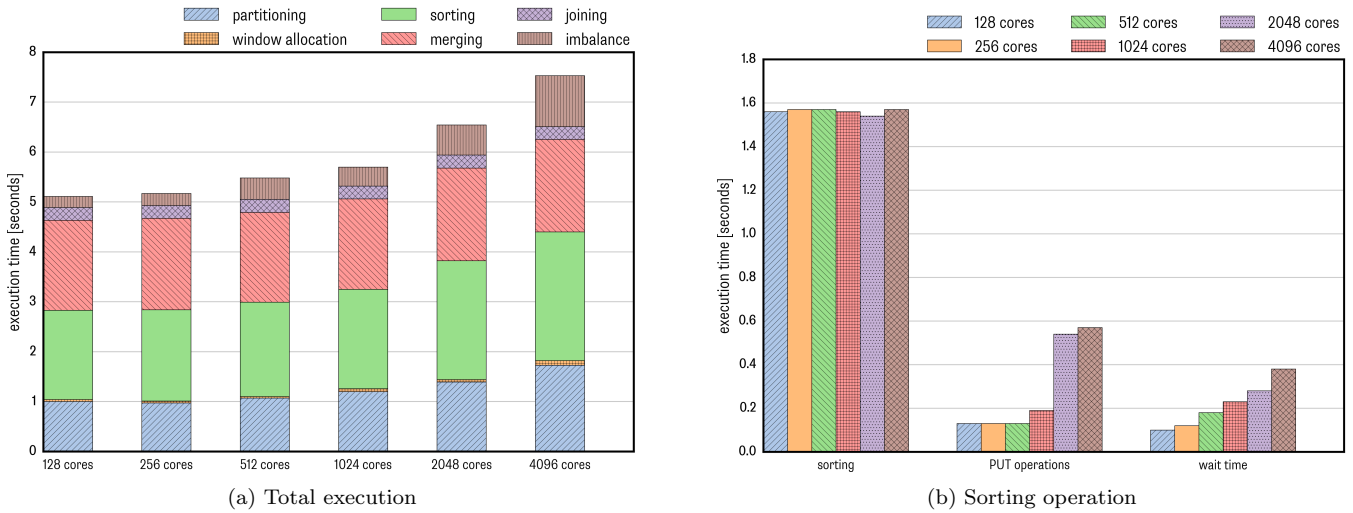 partitioning sorting joining
window allocation merging imbalance
8
7
6
5
4
3
2
1
0
execution time [seconds]
128 cores 256 cores 512 cores 1024 cores 2048 cores 4096 cores
(a) Total execution
128 cores 512 cores 2048 cores
256 cores 1024 cores 4096 cores
1.8
1.6
1.4
1.2
1.0
0.8
0.6
0.4
0.2
0.0
execution time [seconds]
sorting PUT operations wait time
(b) Sorting operation